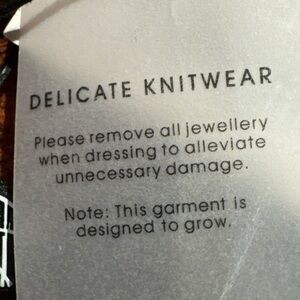 DELICATE KNITWEAR
Please remove all jewellery
when dressing to alleviate
unnecessary damage.
Note: This garment is
designed to grow.